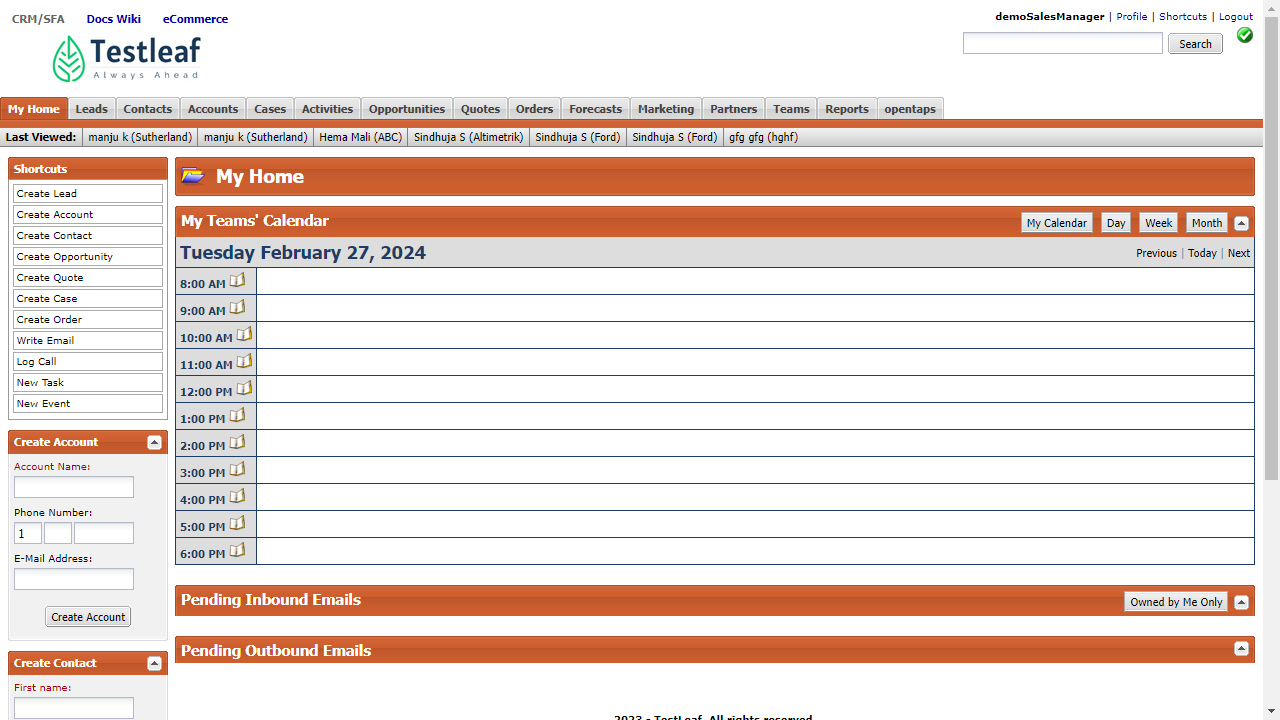 CRM/SFA Docs Wiki eCommerce
demoSalesManager | Profile | Shortcuts | Logout
Testleaf
Always Ahead
Search
My Home Leads Contacts Accounts Cases Activities Opportunities Quotes Orders Forecasts Marketing Partners Teams Reports opentaps
Last Viewed: manju k (Sutherland) manju k (Sutherland) Hema Mali (ABC) Sindhuja S (Altimetrik) Sindhuja S (Ford) Sindhuja S (Ford) gfg gfg (hghf)
Shortcuts
Create Lead
Create Account
Create Contact
Create Opportunity
Create Quote
Create Case
Create Order
Write Email
Log Call
New Task
New Event
Create Account
Account Name:
Phone Number:
1
E-Mail Address:
Create Account
Create Contact
First name:
My Home
My Teams' Calendar
My Calendar Day Week Month
Tuesday February 27, 2024
Previous | Today | Next
8:00 AM
9:00 AM
10:00 AM
11:00 AM
12:00 PM
1:00 PM
2:00 PM
3:00 PM
4:00 PM
5:00 PM
6:00 PM
Pending Inbound Emails
Owned by Me Only
Pending Outbound Emails
2023 - TestLeaf. All rights reserved